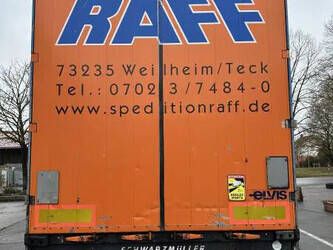 RAFF
73235 Weilheim/Teck
Tel.: 07023/7484-0
www.speditionraff.de
elvis
SCHWARZMÜLLER